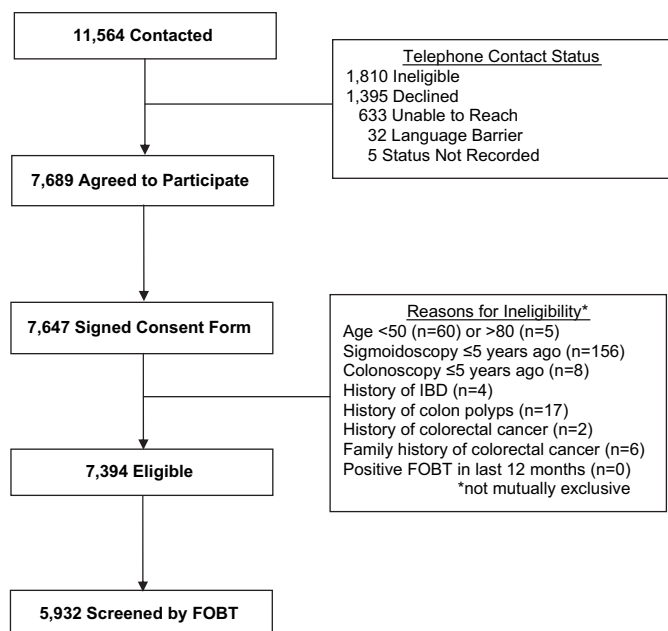 11,564 Contacted
Telephone Contact Status
1,810 Ineligible
1,395 Declined
633 Unable to Reach
32 Language Barrier
5 Status Not Recorded
7,689 Agreed to Participate
7,647 Signed Consent Form
Reasons for Ineligibility*
Age <50 (n=60) or >80 (n=5)
Sigmoidoscopy ≤5 years ago (n=156)
Colonoscopy ≤5 years ago (n=8)
History of IBD (n=4)
History of colon polyps (n=17)
History of colorectal cancer (n=2)
Family history of colorectal cancer (n=6)
Positive FOBT in last 12 months (n=0)
*not mutually exclusive
7,394 Eligible
5,932 Screened by FOBT